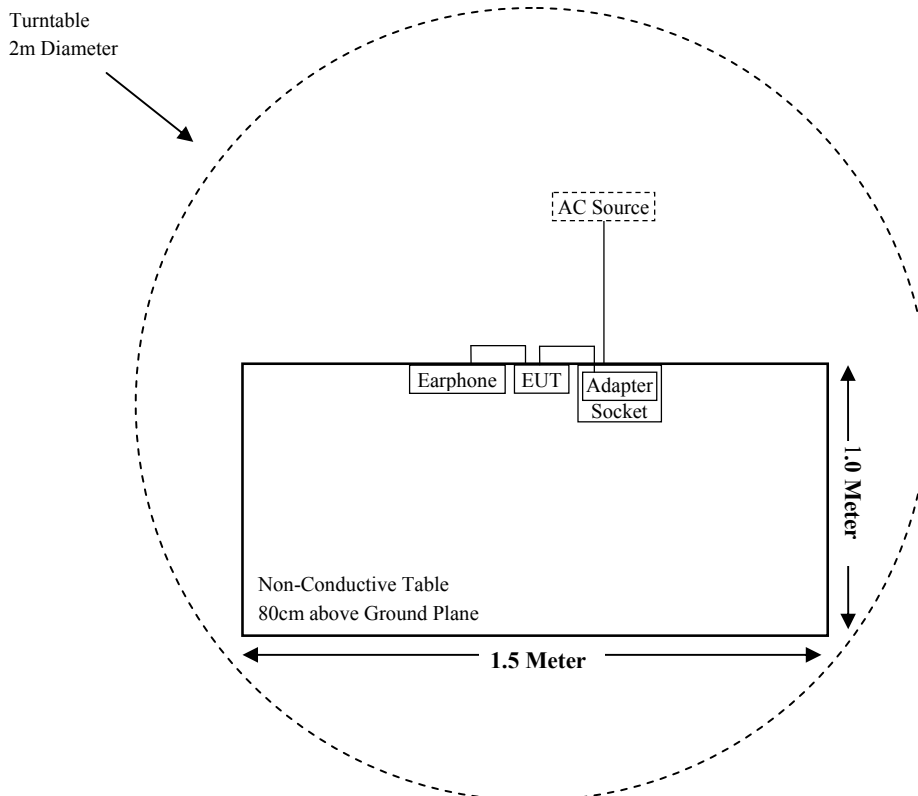 Turntable
2m Diameter
AC Source
Earphone
EUT
Adapter
Socket
1.0 Meter
Non-Conductive Table
80cm above Ground Plane
1.5 Meter